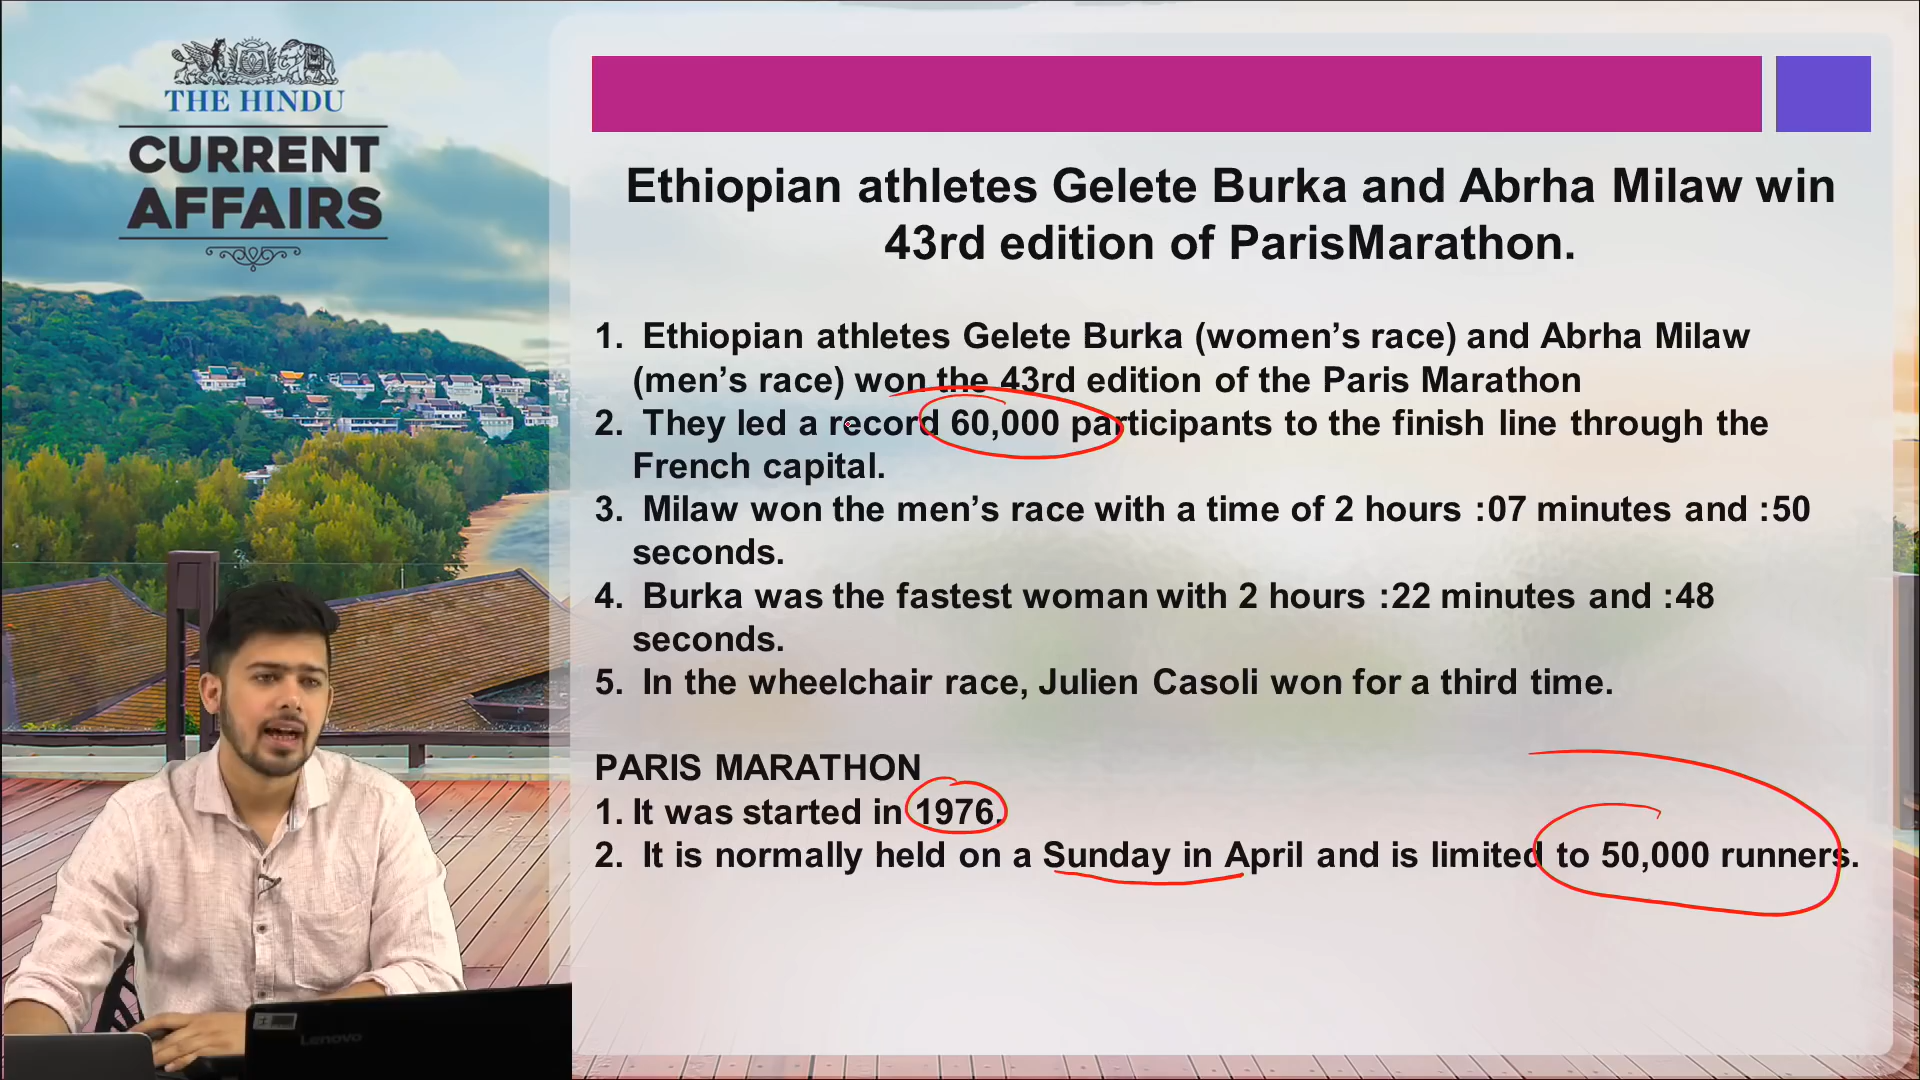 THE HINDU
CURRENT
AFFAIRS
Ethiopian athletes Gelete Burka and Abrha Milaw win
43rd edition of ParisMarathon.
1. Ethiopian athletes Gelete Burka (women’s race) and Abrha Milaw
(men’s race) won the 43rd edition of the Paris Marathon
2. They led a record 60,000 participants to the finish line through the
French capital.
3. Milaw won the men’s race with a time of 2 hours :07 minutes and :50
seconds.
4. Burka was the fastest woman with 2 hours :22 minutes and :48
seconds.
5. In the wheelchair race, Julien Casoli won for a third time.
PARIS MARATHON
1. It was started in 1976.
2. It is normally held on a Sunday in April and is limited to 50,000 runners.
Lenovo